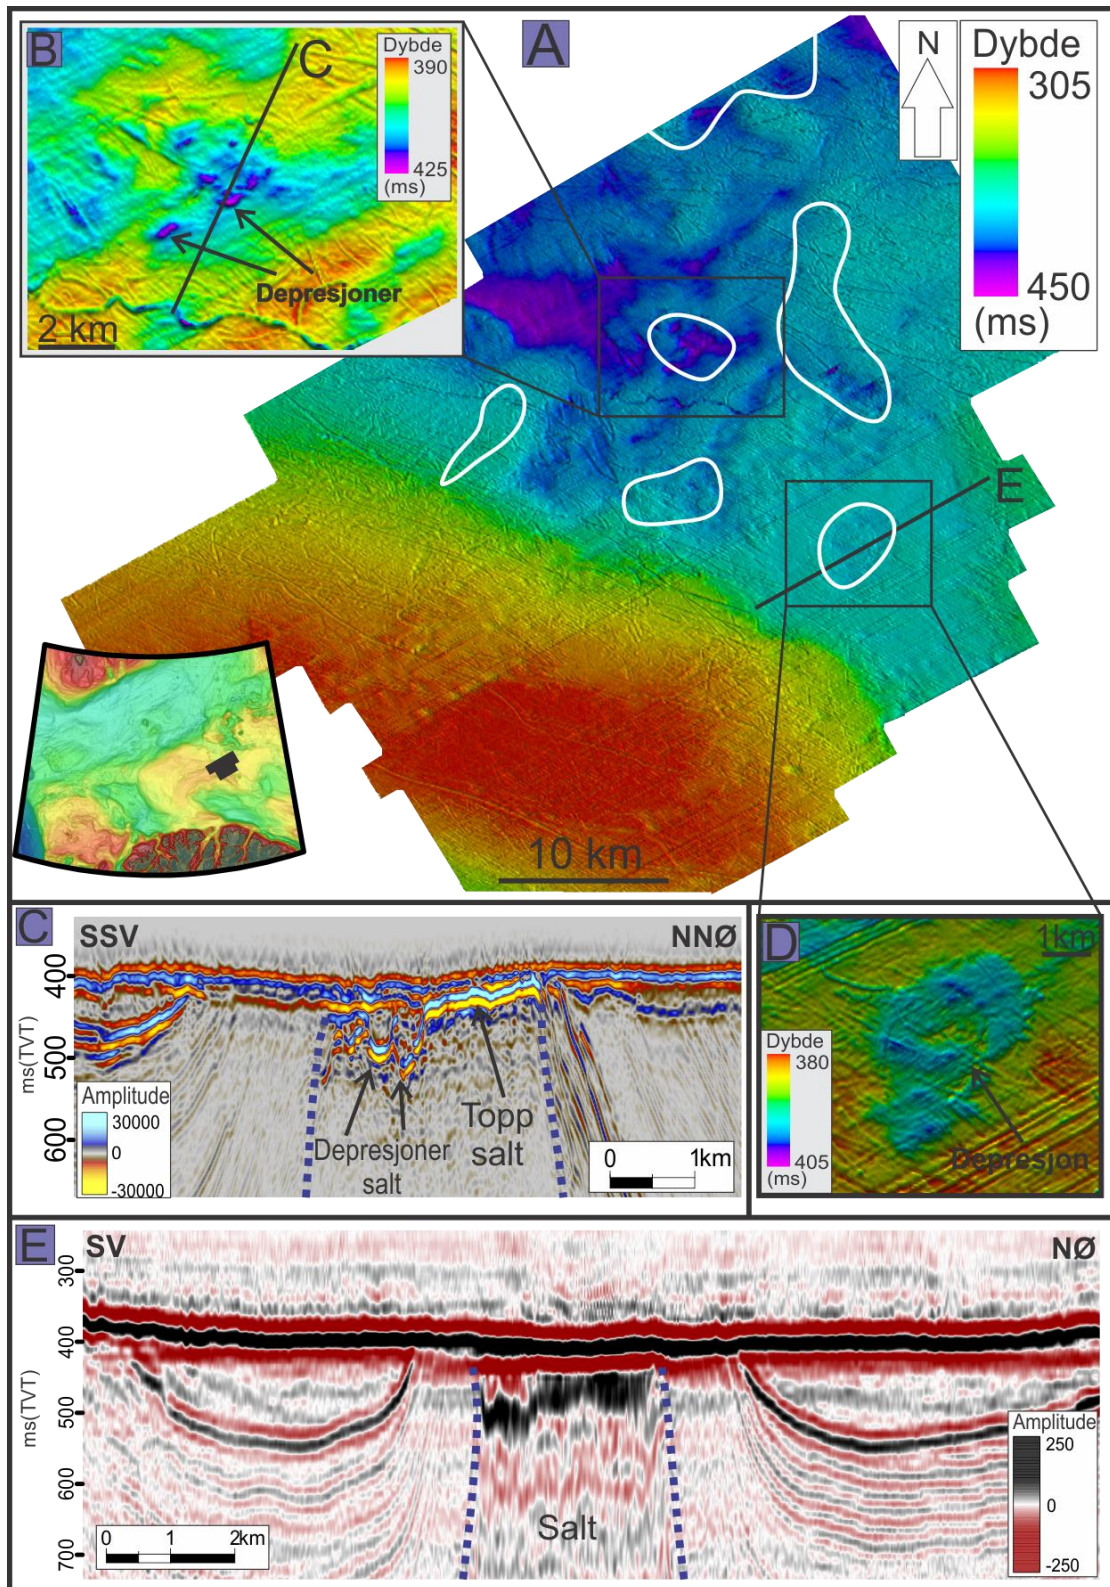 B
C
Dybde
390
425
(ms)
Depresjoner
2 km
A
N
Dybde
305
450
(ms)
E
10 km
C
SSV
NNØ
400
500
600
ms(TVT)
Amplitude
30000
0
-30000
Depresjoner
salt
Topp
salt
0
1km
D
1km
Dybde
380
405
(ms)
Depresjon
E
SV
NØ
300
400
500
600
700
ms(TVT)
Salt
0
1
2km
Amplitude
250
0
-250